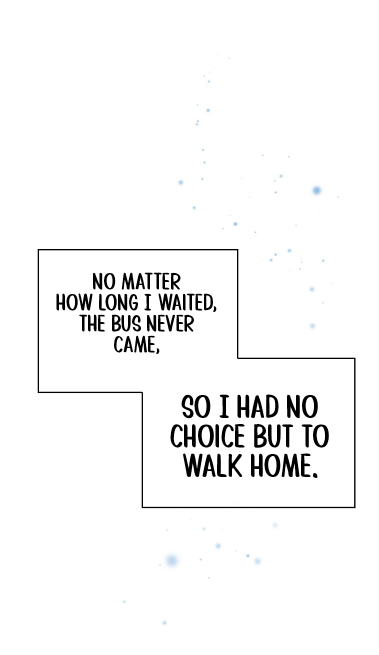 NO MATTER
HOW LONG I WAITED,
THE BUS NEVER
CAME,
SO I HAD NO
CHOICE BUT TO
WALK HOME.